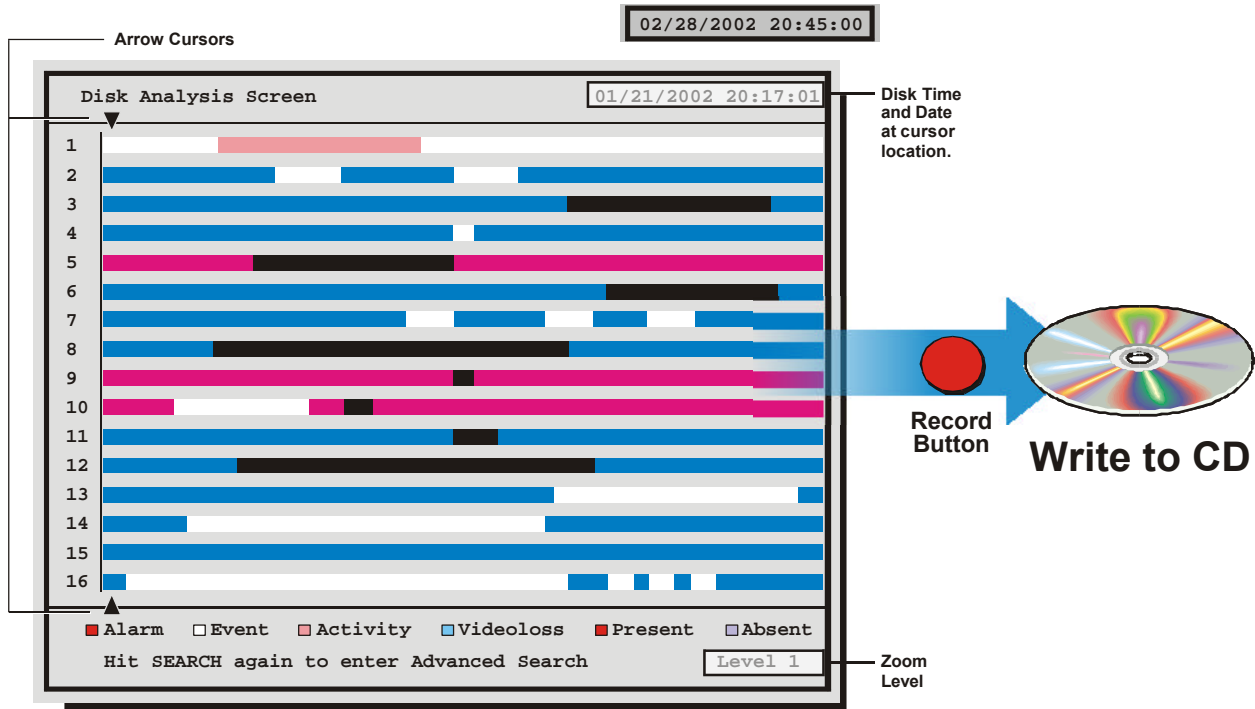 02/28/2002 20:45:00
Arrow Cursors
Disk Analysis Screen
01/21/2002 20:17:01
Disk Time
and Date
at cursor
location.
1
2
3
4
5
6
7
8
9
10
11
12
13
14
15
16
Record
Button
Write to CD
Alarm Event Activity Videoloss Present Absent
Hit SEARCH again to enter Advanced Search
Level 1
Zoom
Level